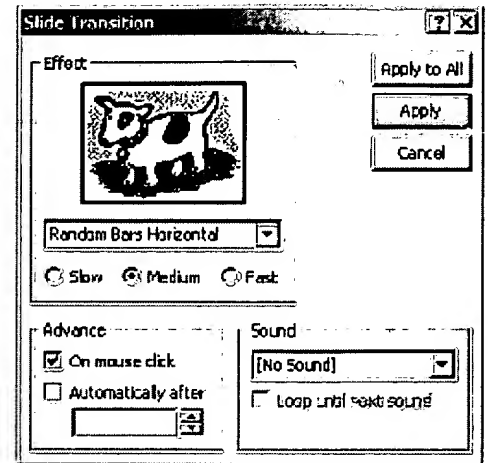 Slide Transition
Effect
Apply to All
Apply
Cancel
Random Bars Horizontal
Slow Medium Fast
Advance
On mouse click
Automatically after
Sound
[No Sound]
Loop until next sound